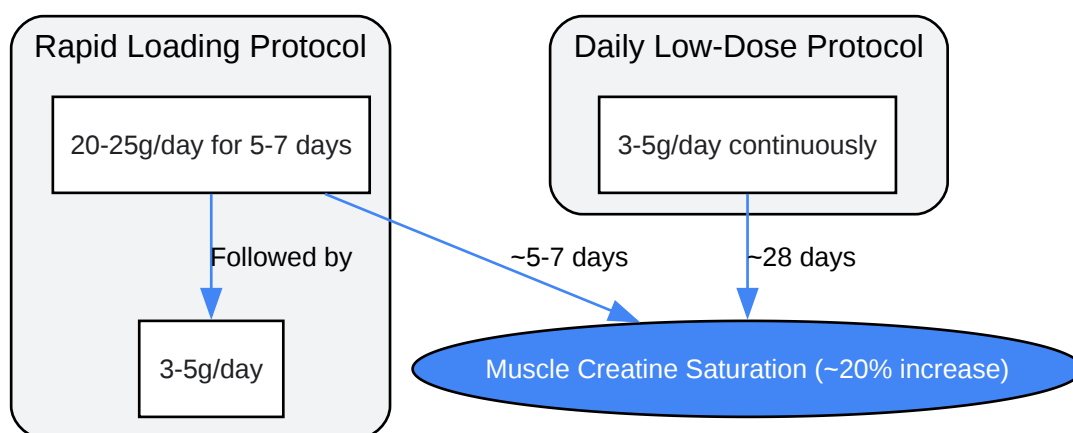 Rapid Loading Protocol
Daily Low-Dose Protocol
20-25g/day for 5-7 days
3-5g/day continuously
Followed by
~5-7 days
~28 days
3-5g/day
Muscle Creatine Saturation (~20% increase)